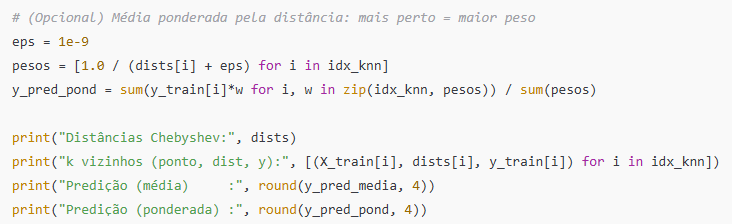 # (Opcional) Média ponderada pela distância: mais perto = maior peso
eps = 1e-9
pesos = [1.0 / (dists[i] + eps) for i in idx_knn]
y_pred_pond = sum(y_train[i]*w for i, w in zip(idx_knn, pesos)) / sum(pesos)

print("Distâncias Chebyshev:", dists)
print("k vizinhos (ponto, dist, y):", [(X_train[i], dists[i], y_train[i]) for i in idx_knn])
print("Predição (média)     :", round(y_pred_media, 4))
print("Predição (ponderada) :", round(y_pred_pond, 4))